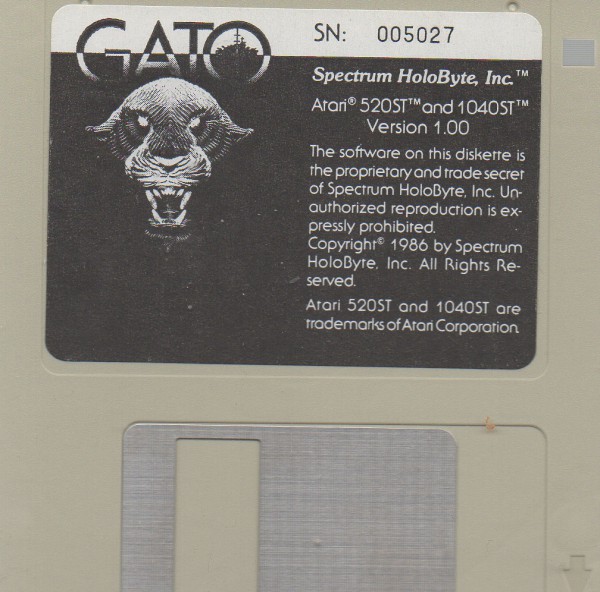 GATO
SN: 005027
Spectrum HoloByte, Inc.™
Atari® 520ST™ and 1040ST™
Version 1.00
The software on this diskette is
the proprietary and trade secret
of Spectrum HoloByte, Inc. Un-
authorized reproduction is ex-
pressly prohibited.
Copyright© 1986 by Spectrum
HoloByte, Inc. All Rights Re-
served.
Atari 520ST and 1040ST are
trademarks of Atari Corporation.